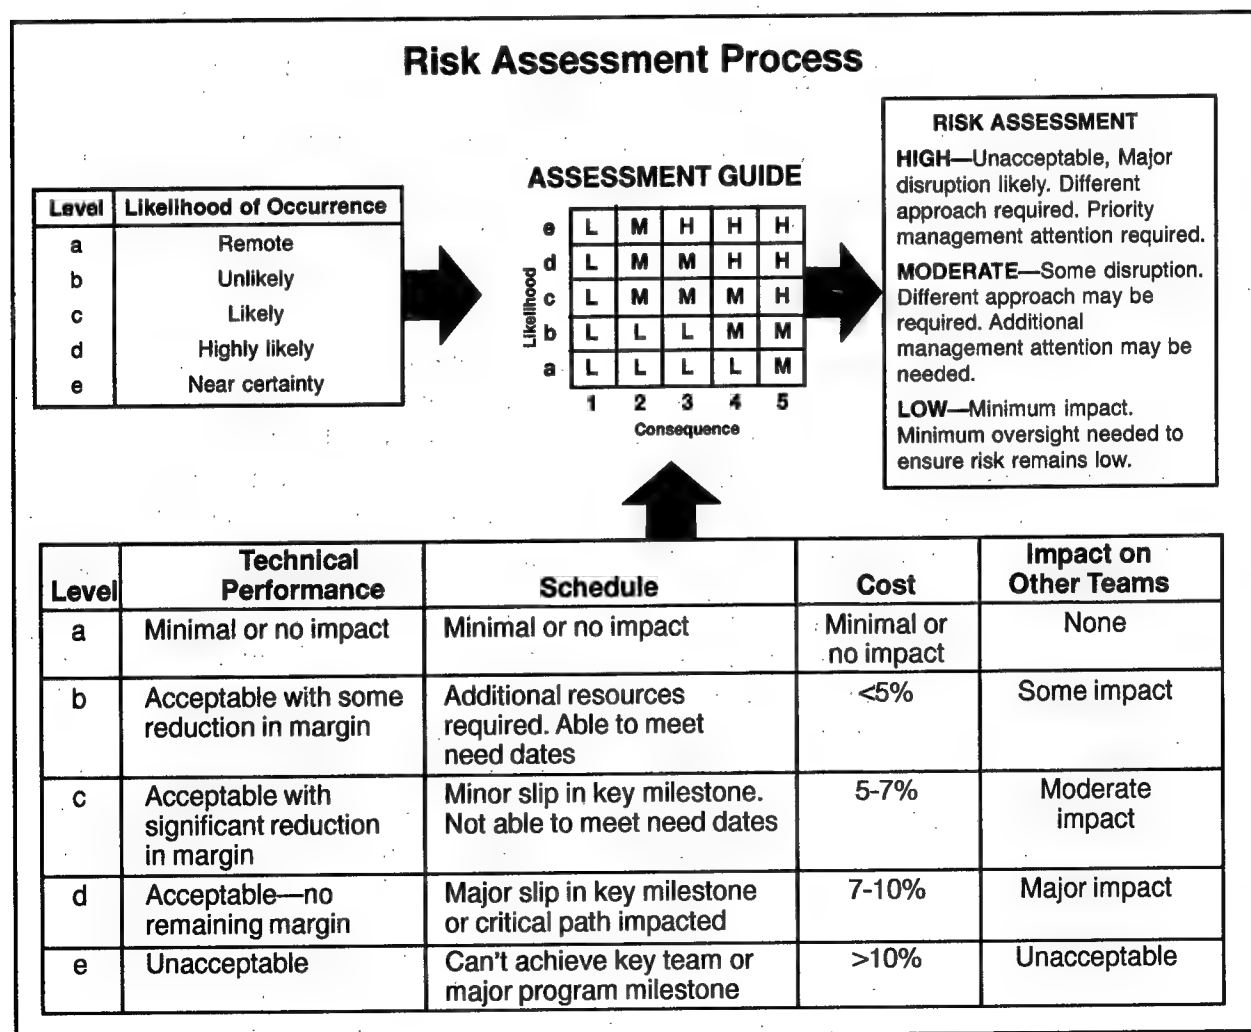 Risk Assessment Process
Level Likelihood of Occurrence
a Remote
b Unlikely
c Likely
d Highly likely
e Near certainty
ASSESSMENT GUIDE
Likelihood
e L M H H H
d L M M H H
c L M M M H
b L L L M M
a L L L L M
1 2 3 4 5
Consequence
RISK ASSESSMENT
HIGH—Unacceptable, Major
disruption likely. Different
approach required. Priority
management attention required.
MODERATE—Some disruption.
Different approach may be
required. Additional
management attention may be
needed.
LOW—Minimum impact.
Minimum oversight needed to
ensure risk remains low.
Level Technical Performance Schedule Cost Impact on Other Teams
a Minimal or no impact Minimal or no impact Minimal or no impact None
b Acceptable with some reduction in margin Additional resources required. Able to meet need dates <5% Some impact
c Acceptable with significant reduction in margin Minor slip in key milestone. Not able to meet need dates 5-7% Moderate impact
d Acceptable—no remaining margin Major slip in key milestone or critical path impacted 7-10% Major impact
e Unacceptable Can't achieve key team or major program milestone >10% Unacceptable